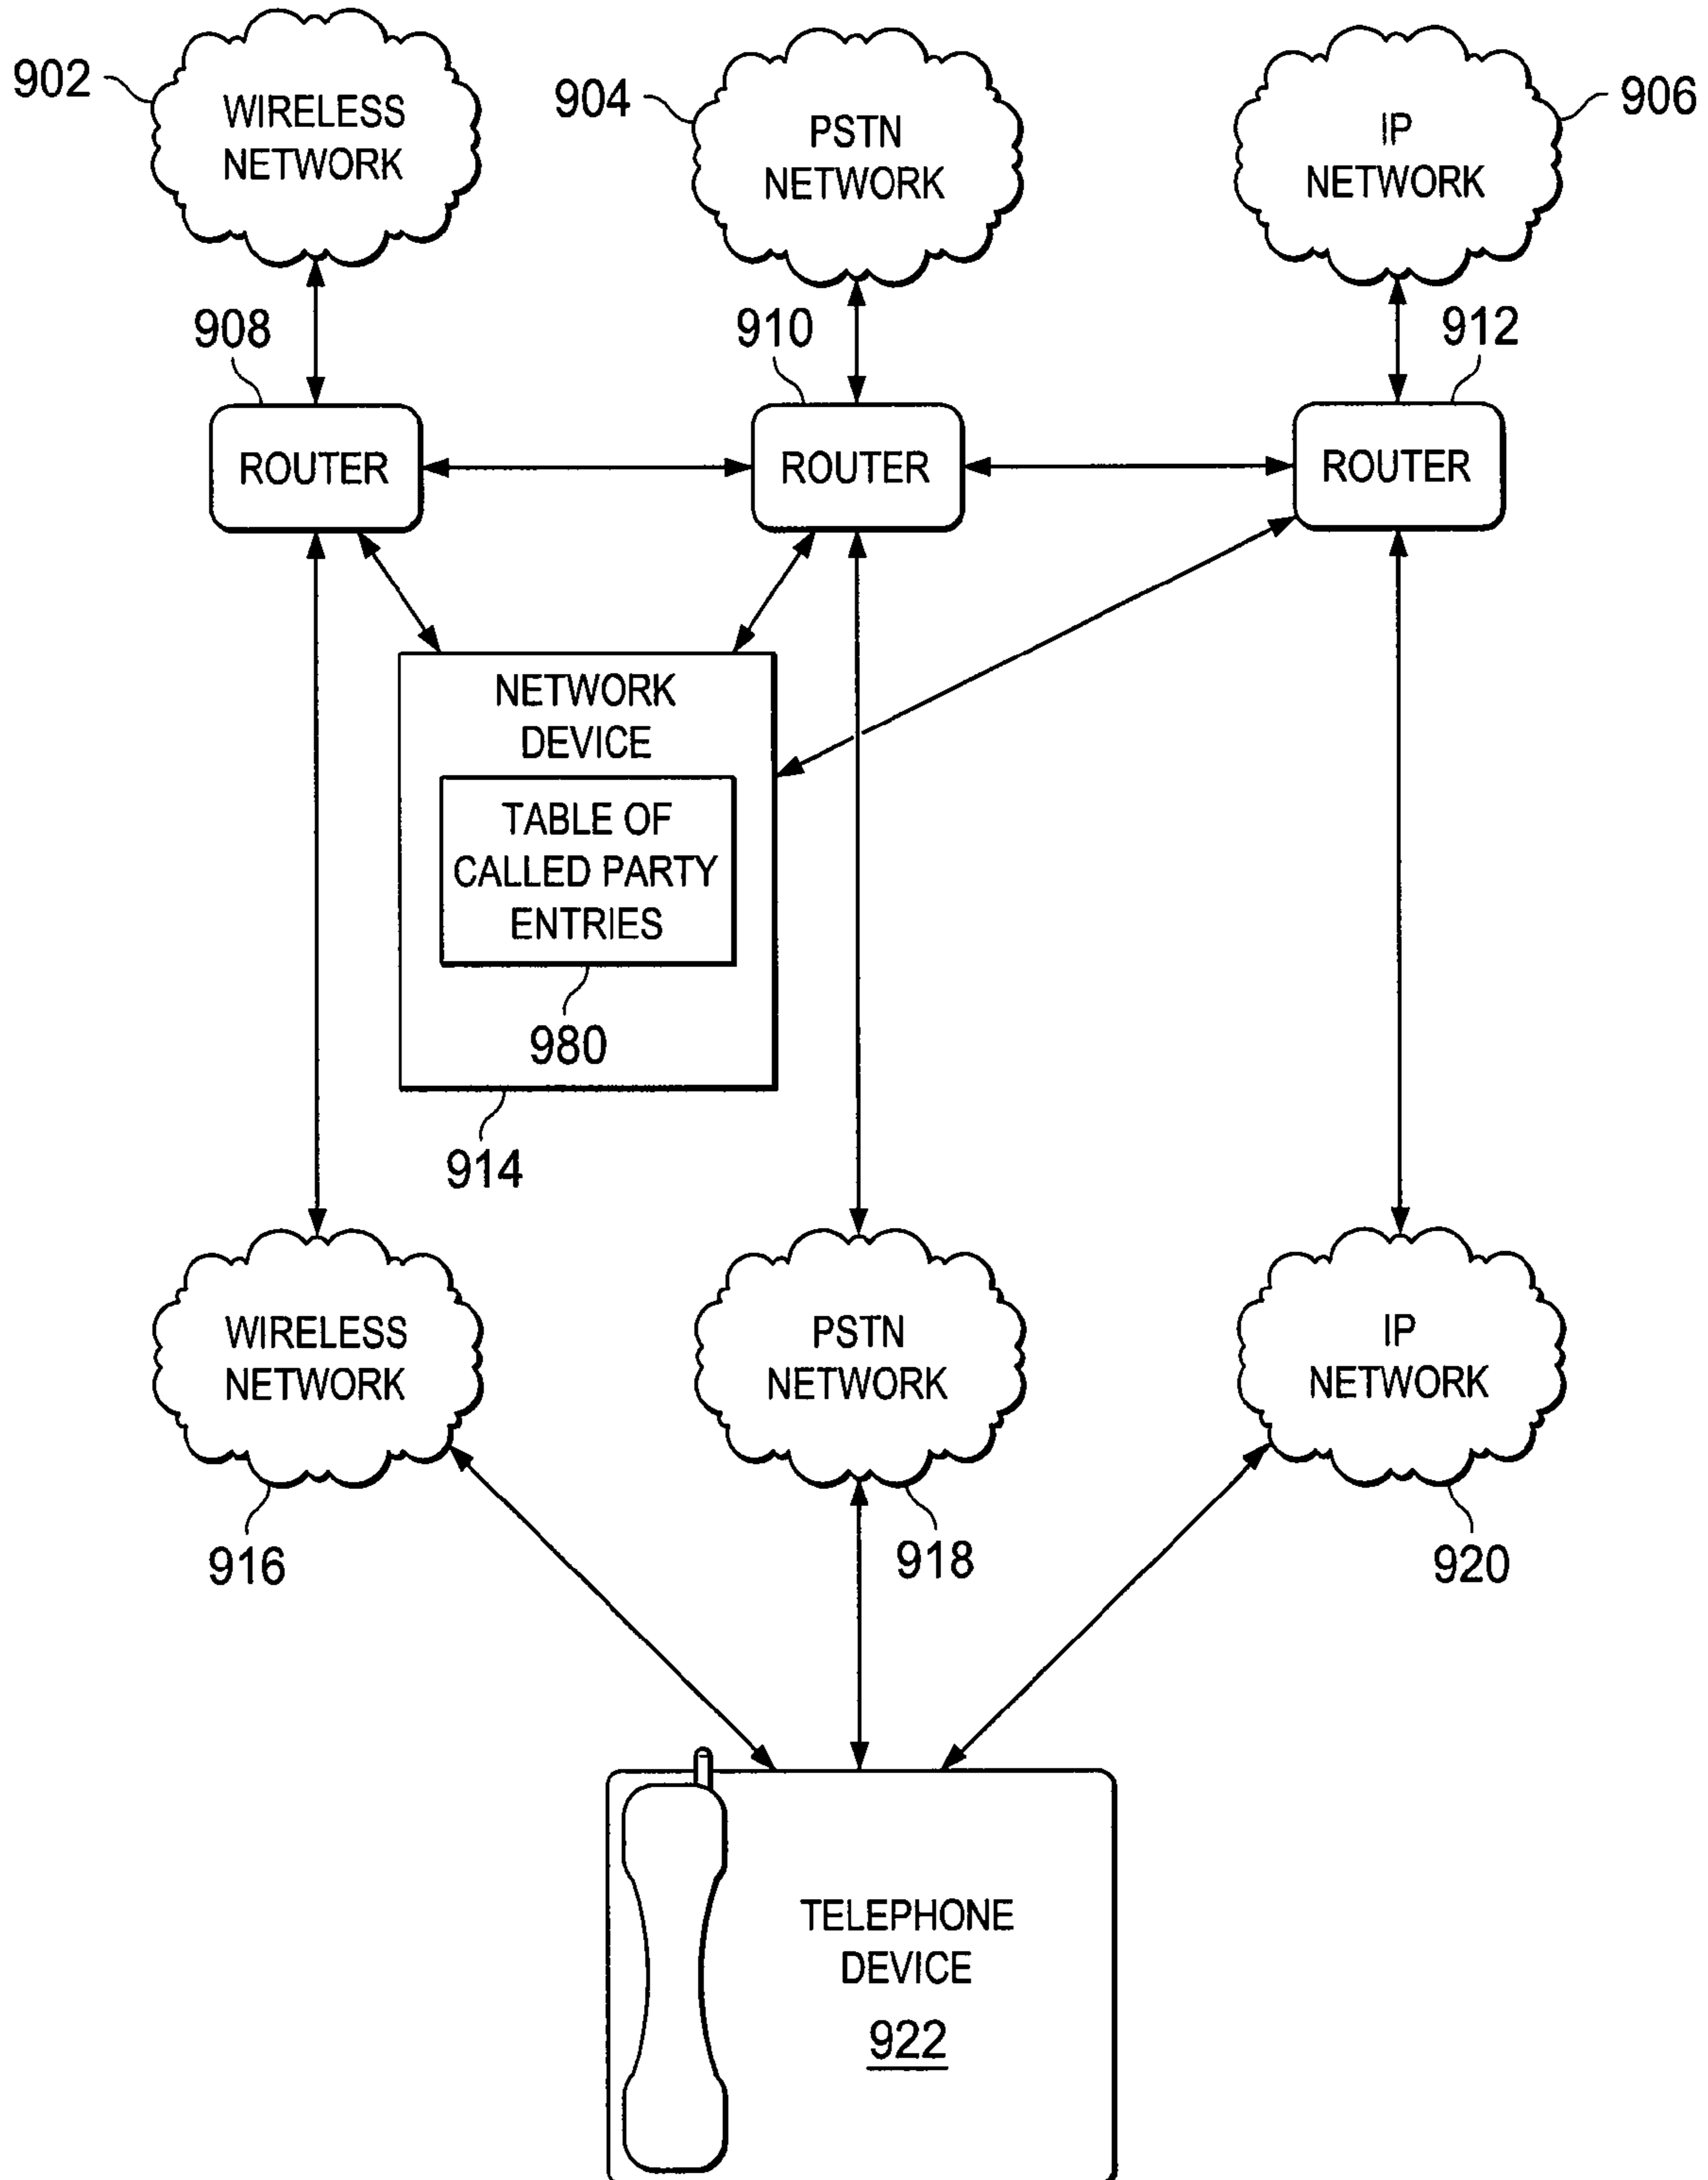 902
WIRELESS
NETWORK
904
PSTN
NETWORK
906
IP
NETWORK
908
910
912
ROUTER
ROUTER
ROUTER
NETWORK
DEVICE
TABLE OF
CALLED PARTY
ENTRIES
980
914
WIRELESS
NETWORK
PSTN
NETWORK
IP
NETWORK
916
918
920
TELEPHONE
DEVICE
922